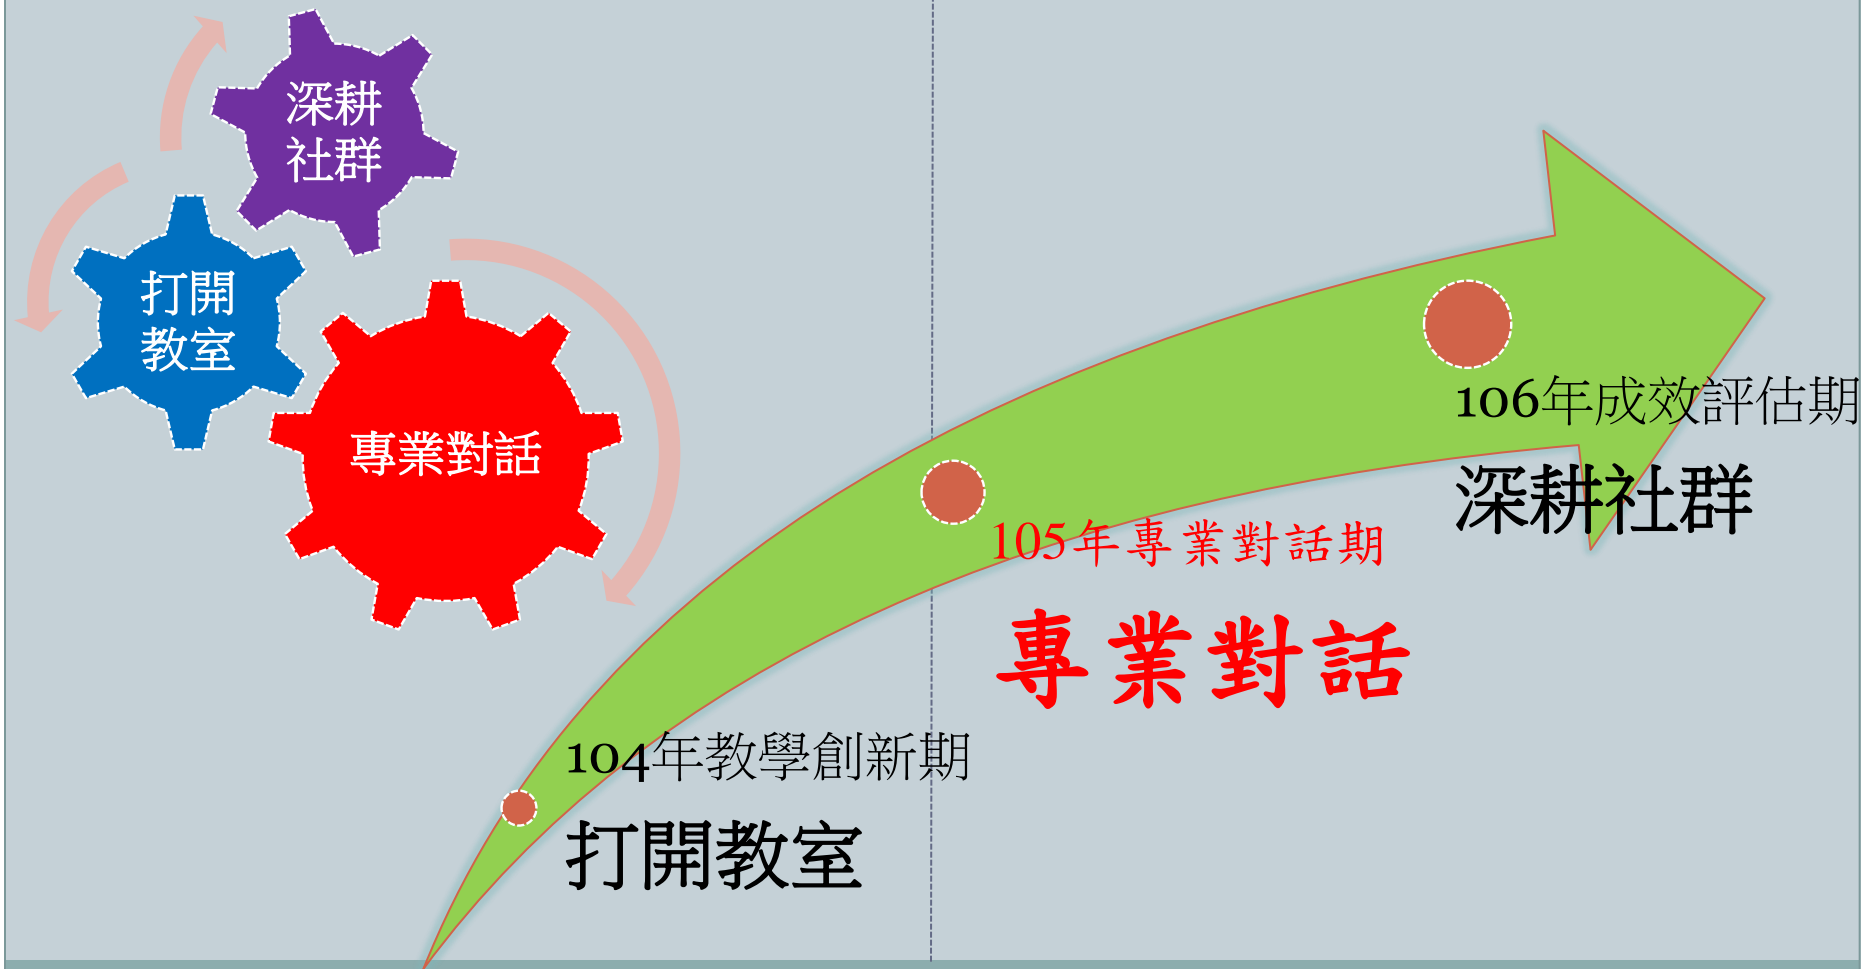 深耕
社群
打開
教室
專業對話
106年成效評估期
深耕社群
105年專業對話期
專業對話
104年教學創新期
打開教室